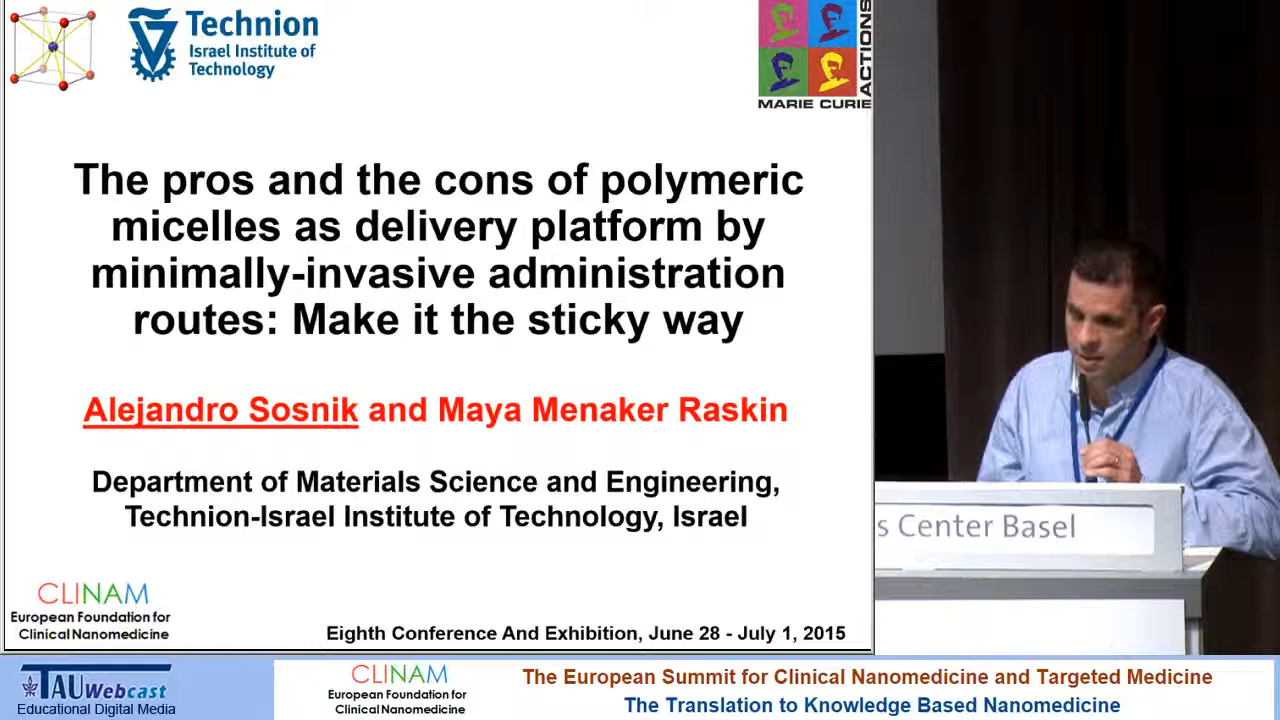 Technion
Israel Institute of
Technology
MARIE CURIE
ACTIONS
The pros and the cons of polymeric
micelles as delivery platform by
minimally-invasive administration
routes: Make it the sticky way
Alejandro Sosnik and Maya Menaker Raskin
Department of Materials Science and Engineering,
Technion-Israel Institute of Technology, Israel
CLINAM
European Foundation for
Clinical Nanomedicine
Eighth Conference And Exhibition, June 28 - July 1, 2015
s Center Basel
TAU Webcast
Educational Digital Media
CLINAM
European Foundation for
Clinical Nanomedicine
The European Summit for Clinical Nanomedicine and Targeted Medicine
The Translation to Knowledge Based Nanomedicine